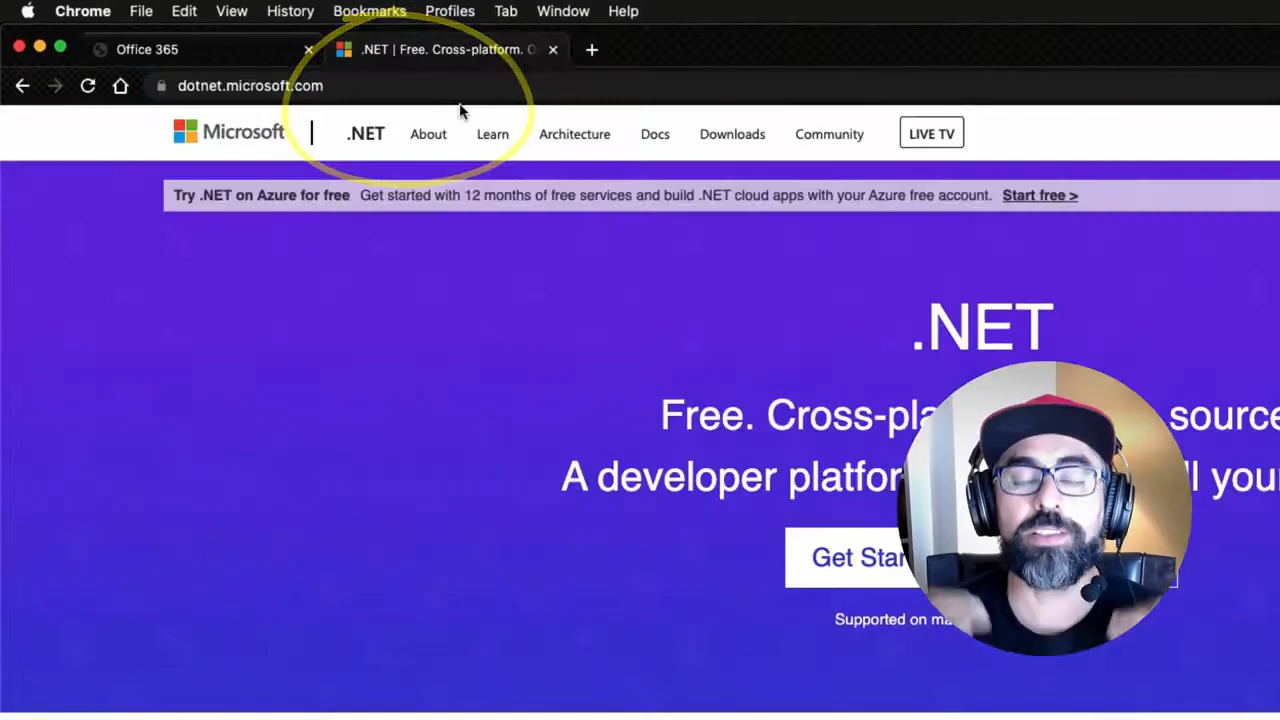 Chrome File Edit View History Bookmarks Profiles Tab Window Help
Office 365 .NET | Free. Cross-platform. O
dotnet.microsoft.com
Microsoft .NET About Learn Architecture Docs Downloads Community LIVE TV
Try .NET on Azure for free Get started with 12 months of free services and build .NET cloud apps with your Azure free account. Start free >
.NET
Free. Cross-pla source
A developer platfor ll your
Get Star
Supported on ma